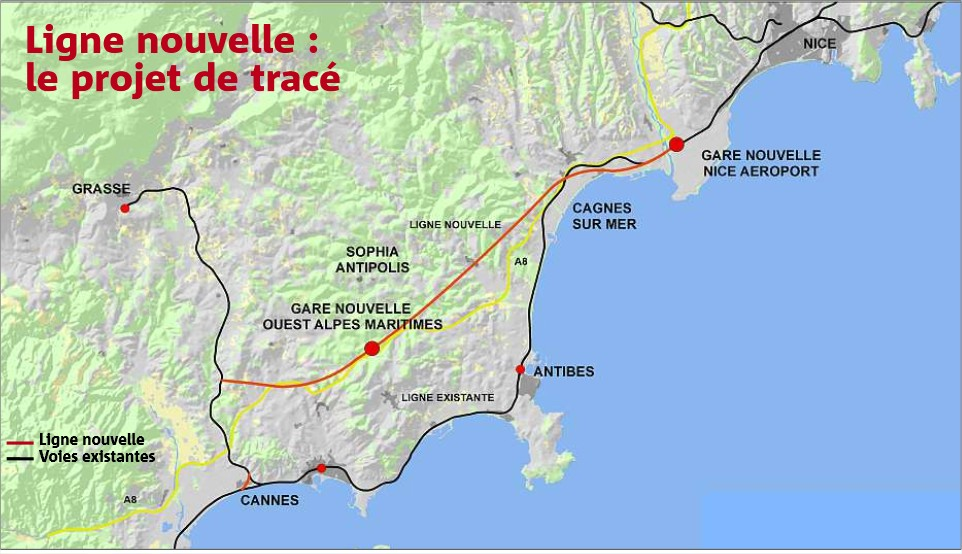 Ligne nouvelle :
le projet de tracé
NICE
GARE NOUVELLE
NICE AEROPORT
GRASSE
CAGNES
SUR MER
LIGNE NOUVELLE
SOPHIA
ANTIPOLIS
A8
GARE NOUVELLE
OUEST ALPES MARITIMES
ANTIBES
LIGNE EXISTANTE
Ligne nouvelle
Voies existantes
A8
CANNES